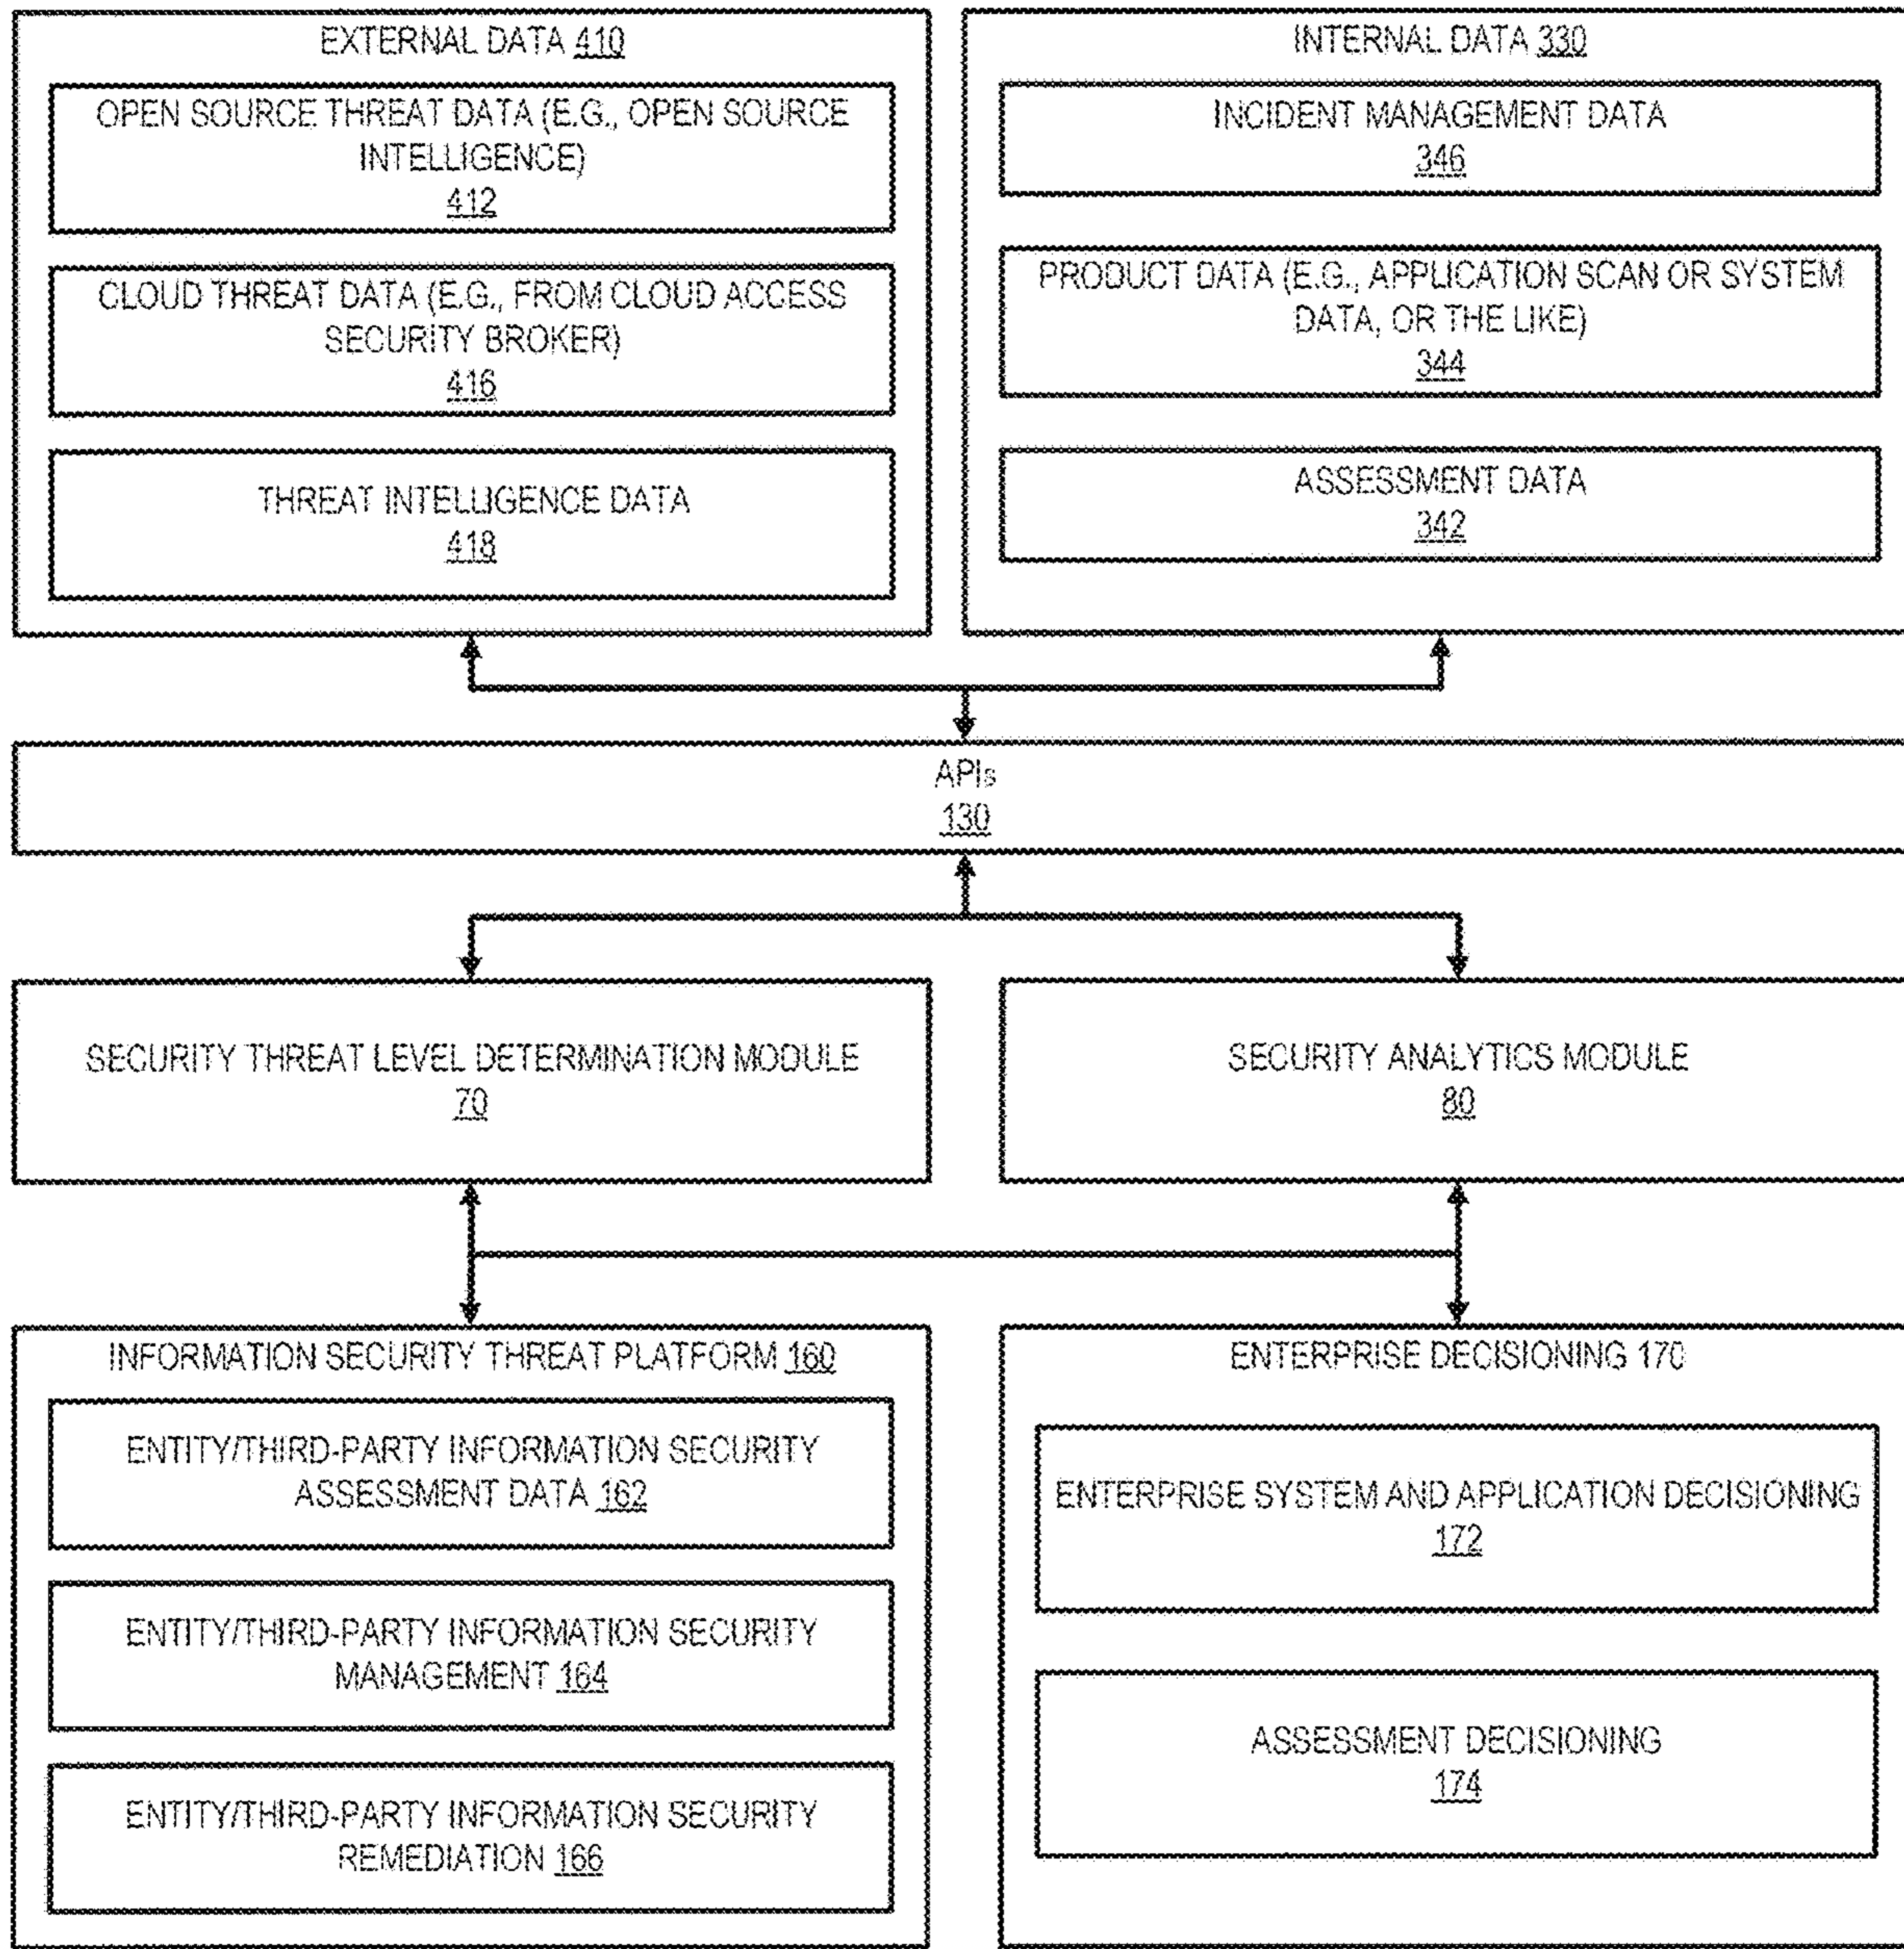 EXTERNAL DATA 410
OPEN SOURCE THREAT DATA (E.G., OPEN SOURCE
INTELLIGENCE)
412
CLOUD THREAT DATA (E.G., FROM CLOUD ACCESS
SECURITY BROKER)
416
THREAT INTELLIGENCE DATA
418
INTERNAL DATA 330
INCIDENT MANAGEMENT DATA
346
PRODUCT DATA (E.G., APPLICATION SCAN OR SYSTEM
DATA, OR THE LIKE)
344
ASSESSMENT DATA
342
APIs
130
SECURITY THREAT LEVEL DETERMINATION MODULE
70
SECURITY ANALYTICS MODULE
80
INFORMATION SECURITY THREAT PLATFORM 160
ENTITY/THIRD-PARTY INFORMATION SECURITY
ASSESSMENT DATA 162
ENTITY/THIRD-PARTY INFORMATION SECURITY
MANAGEMENT 164
ENTITY/THIRD-PARTY INFORMATION SECURITY
REMEDIATION 166
ENTERPRISE DECISIONING 170
ENTERPRISE SYSTEM AND APPLICATION DECISIONING
172
ASSESSMENT DECISIONING
174